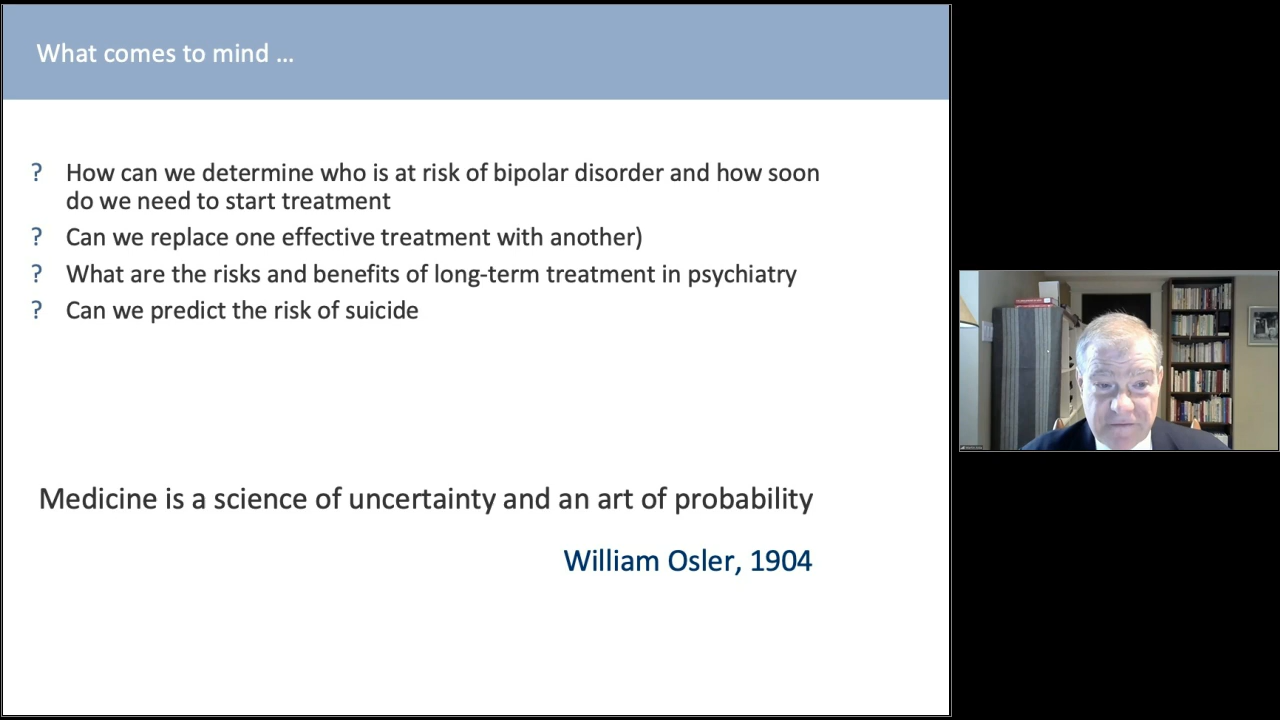 What comes to mind ...
? How can we determine who is at risk of bipolar disorder and how soon
do we need to start treatment
? Can we replace one effective treatment with another)
? What are the risks and benefits of long-term treatment in psychiatry
? Can we predict the risk of suicide
Medicine is a science of uncertainty and an art of probability
William Osler, 1904